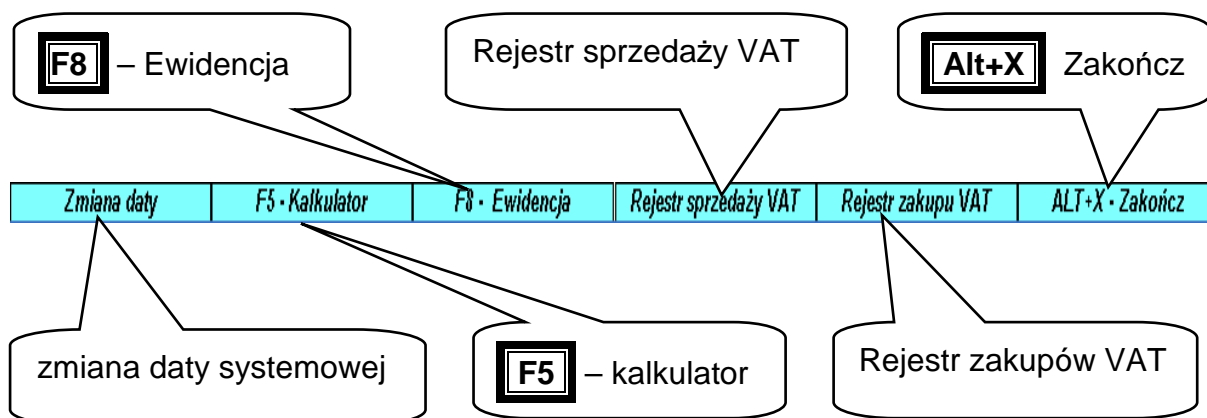 F8 – Ewidencja
Rejestr sprzedaży VAT
Alt+X Zakończ
Zmiana daty
F5 - Kalkulator
F8 - Ewidencja
Rejestr sprzedaży VAT
Rejestr zakupu VAT
ALT+X - Zakończ
zmiana daty systemowej
F5 – kalkulator
Rejestr zakupów VAT